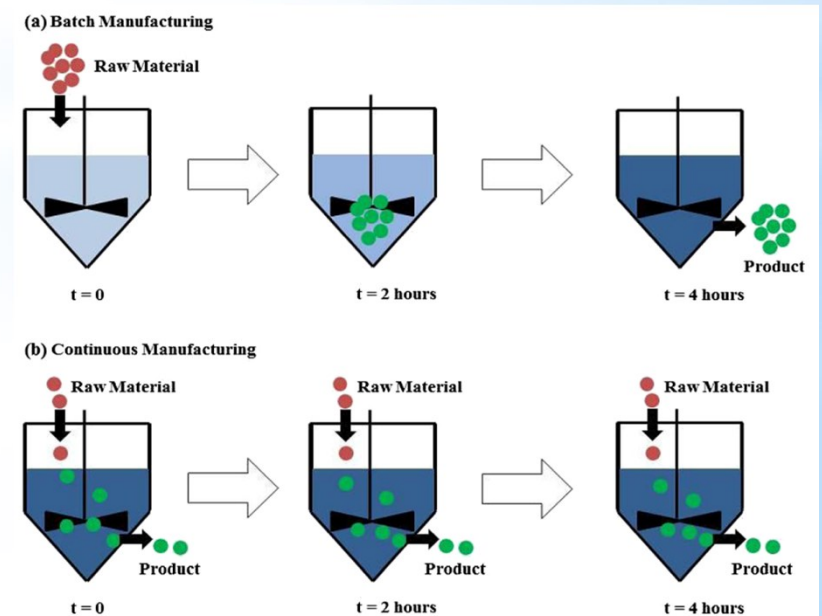 (a) Batch Manufacturing
Raw Material
Product
t = 0
t = 2 hours
t = 4 hours
(b) Continuous Manufacturing
Raw Material
Raw Material
Raw Material
Product
Product
Product
t = 0
t = 2 hours
t = 4 hours